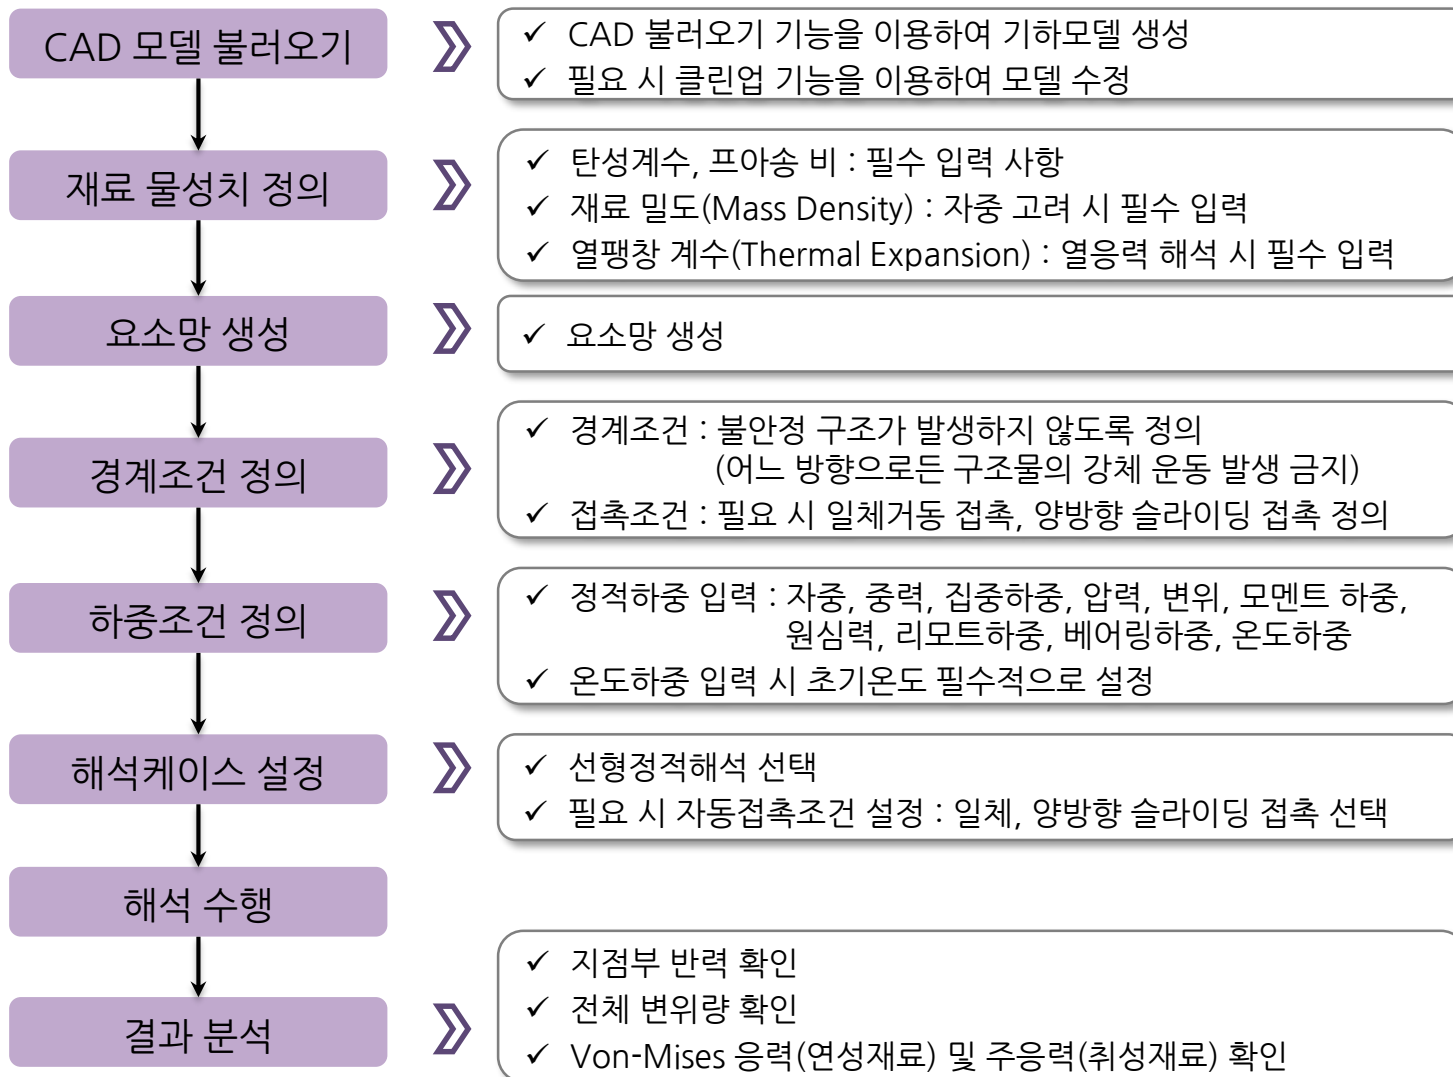 CAD 모델 불러오기
✓ CAD 불러오기 기능을 이용하여 기하모델 생성
✓ 필요 시 클린업 기능을 이용하여 모델 수정
재료 물성치 정의
✓ 탄성계수, 프아송 비 : 필수 입력 사항
✓ 재료 밀도(Mass Density) : 자중 고려 시 필수 입력
✓ 열팽창 계수(Thermal Expansion) : 열응력 해석 시 필수 입력
요소망 생성
✓ 요소망 생성
경계조건 정의
✓ 경계조건 : 불안정 구조가 발생하지 않도록 정의
(어느 방향으로든 구조물의 강체 운동 발생 금지)
✓ 접촉조건 : 필요 시 일체거동 접촉, 양방향 슬라이딩 접촉 정의
하중조건 정의
✓ 정적하중 입력 : 자중, 중력, 집중하중, 압력, 변위, 모멘트 하중,
원심력, 리모트하중, 베어링하중, 온도하중
✓ 온도하중 입력 시 초기온도 필수적으로 설정
해석케이스 설정
✓ 선형정적해석 선택
✓ 필요 시 자동접촉조건 설정 : 일체, 양방향 슬라이딩 접촉 선택
해석 수행
결과 분석
✓ 지점부 반력 확인
✓ 전체 변위량 확인
✓ Von-Mises 응력(연성재료) 및 주응력(취성재료) 확인